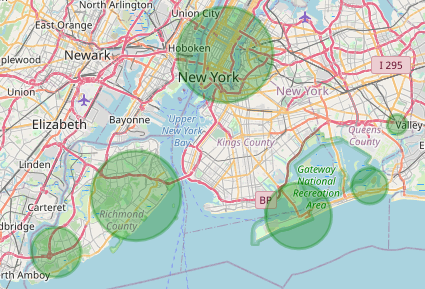 North Arlington
Union City
East Orange
plewood
Hoboken
Newark
I 295
New York
Union
New York
Upper
New York
Bay
Bayonne
Elizabeth
Kings County
Queens
County
Valley
Linden
Gateway
National
Recreation
Area
BP
Carteret
Richmond
County
dbridge
rth Amboy